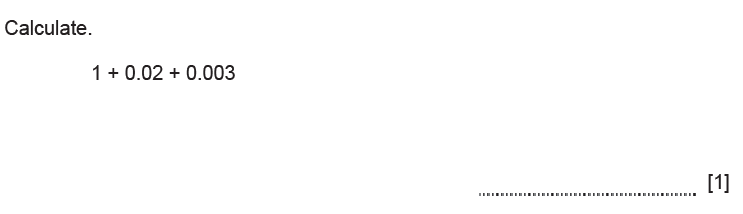 Calculate.
1 + 0.02 + 0.003
[1]